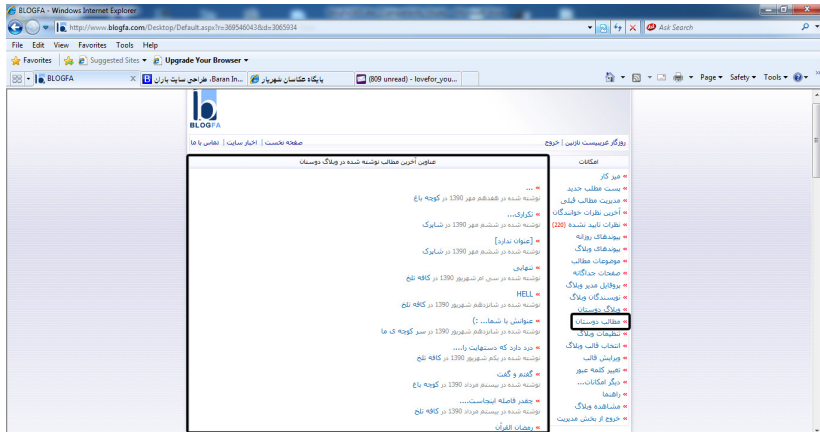 BLOGFA - Windows Internet Explorer
http://www.blogfa.com/Desktop/Default.aspx?r=369546043&d=3065934
Ask Search
File Edit View Favorites Tools Help
Favorites Suggested Sites Upgrade Your Browser
BLOGFA
طراحی سایت باران ،Baran In...
پایگاه عکاسان شهریار
(809 unread) - lovefor_you...
Page Safety Tools
BLOGFA
روزگار غریبیست نازنین | خروج
صفحه نخست | اخبار سایت | تماس با ما
امکانات
» میز کار
» پست مطلب جدید
» مدیریت مطالب قبلی
» آخرین نظرات خوانندگان
» نظرات تایید نشده (220)
» پیوندهای روزانه
» پیوندهای وبلاگ
» موضوعات مطالب
» صفحات جداگانه
» پروفایل مدیر وبلاگ
» نویسندگان وبلاگ
» وبلاگ دوستان
» مطالب دوستان
» تنظیمات وبلاگ
» انتخاب قالب وبلاگ
» ویرایش قالب
» تغییر کلمه عبور
» دیگر امکانات...
» راهنما
» مشاهده وبلاگ
» خروج از بخش مدیریت
عناوین آخرین مطالب نوشته شده در وبلاگ دوستان
» ...
نوشته شده در هفدهم مهر 1390 در کوچه باغ
» تکراری...
نوشته شده در ششم مهر 1390 در شاپرک
» [عنوان ندارد]
نوشته شده در ششم مهر 1390 در شاپرک
» تنهایی
نوشته شده در سی ام شهریور 1390 در کافه تلخ
» HELL
نوشته شده در شانزدهم شهریور 1390 در کافه تلخ
» عنوانش با شما... :)
نوشته شده در شانزدهم شهریور 1390 در سر کوچه ی ما
» درد دارد که دستهایت را....
نوشته شده در یکم شهریور 1390 در کافه تلخ
» گفتم و گفت
نوشته شده در بیستم مرداد 1390 در کوچه باغ
» چقدر فاصله اینجاست....
نوشته شده در بیستم مرداد 1390 در کافه تلخ
» رمضان القرآن